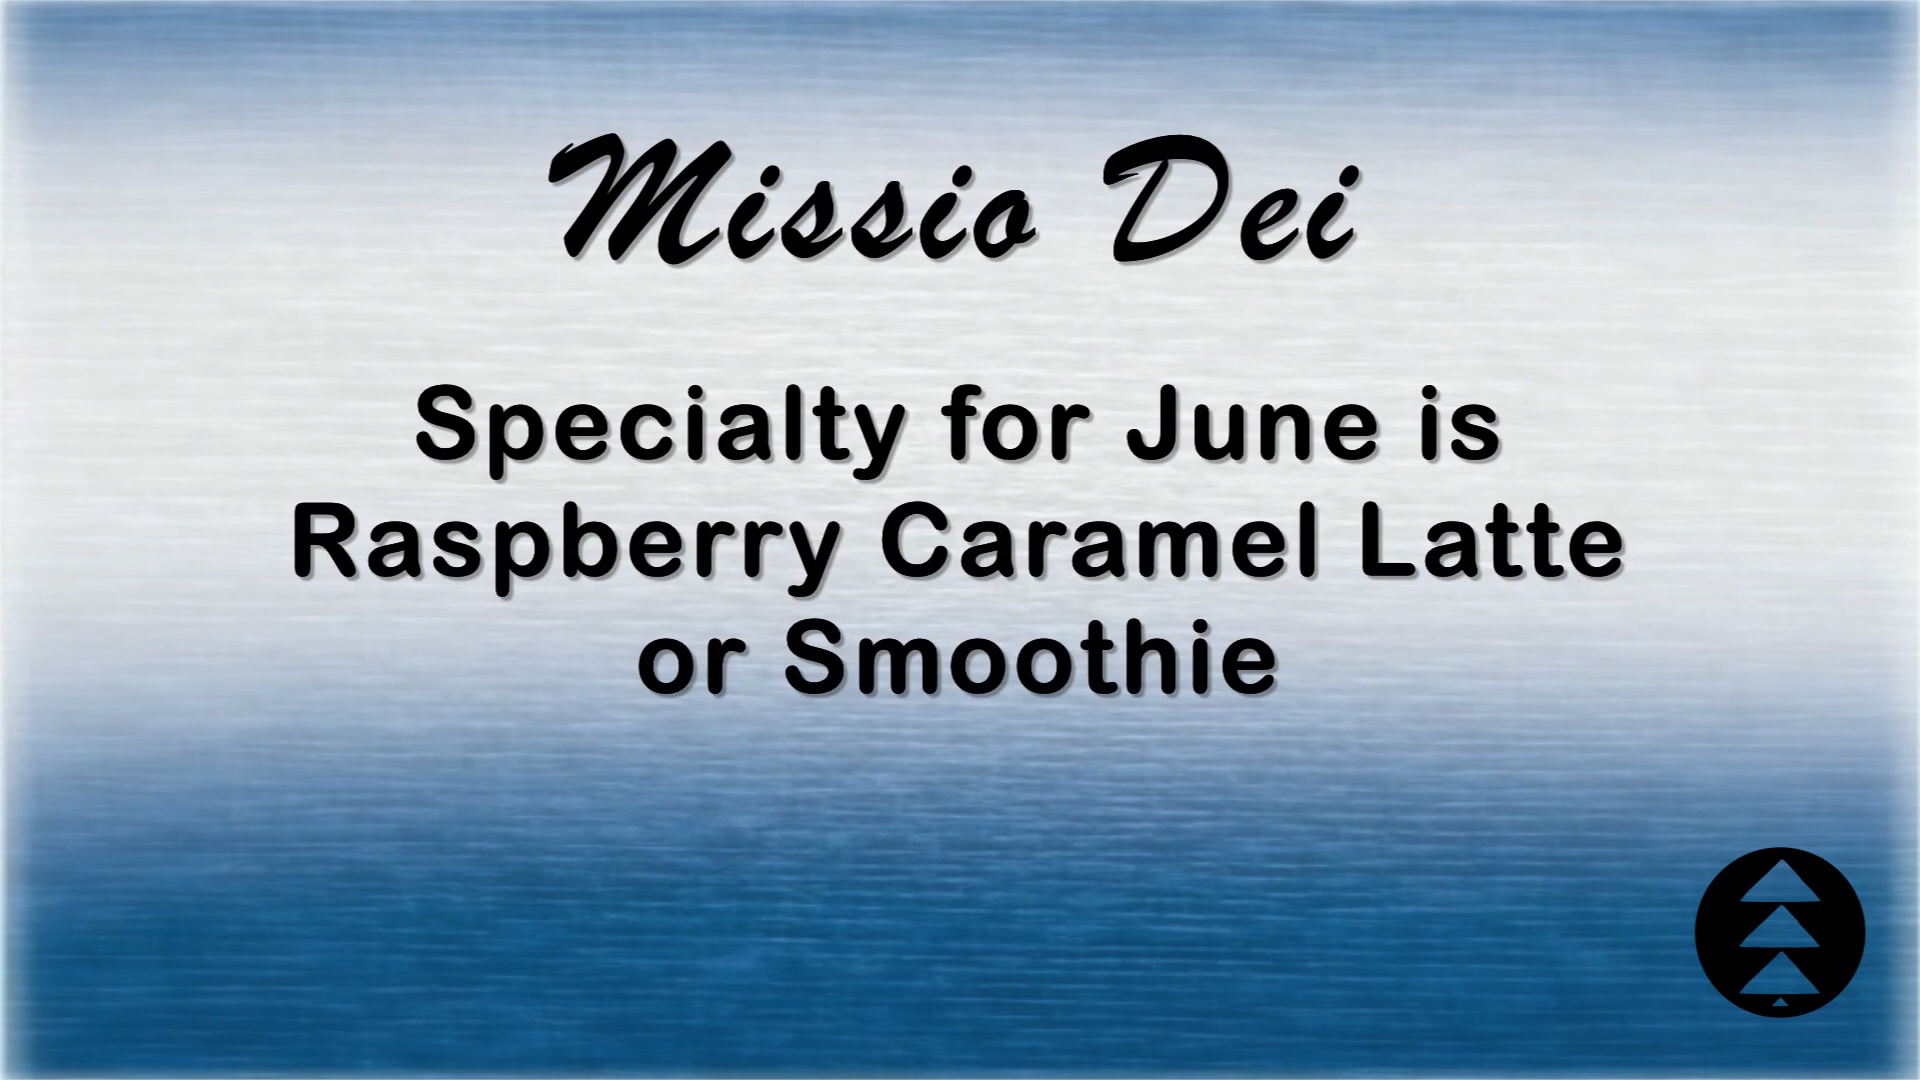 Missio Dei
Specialty for June is
Raspberry Caramel Latte
or Smoothie